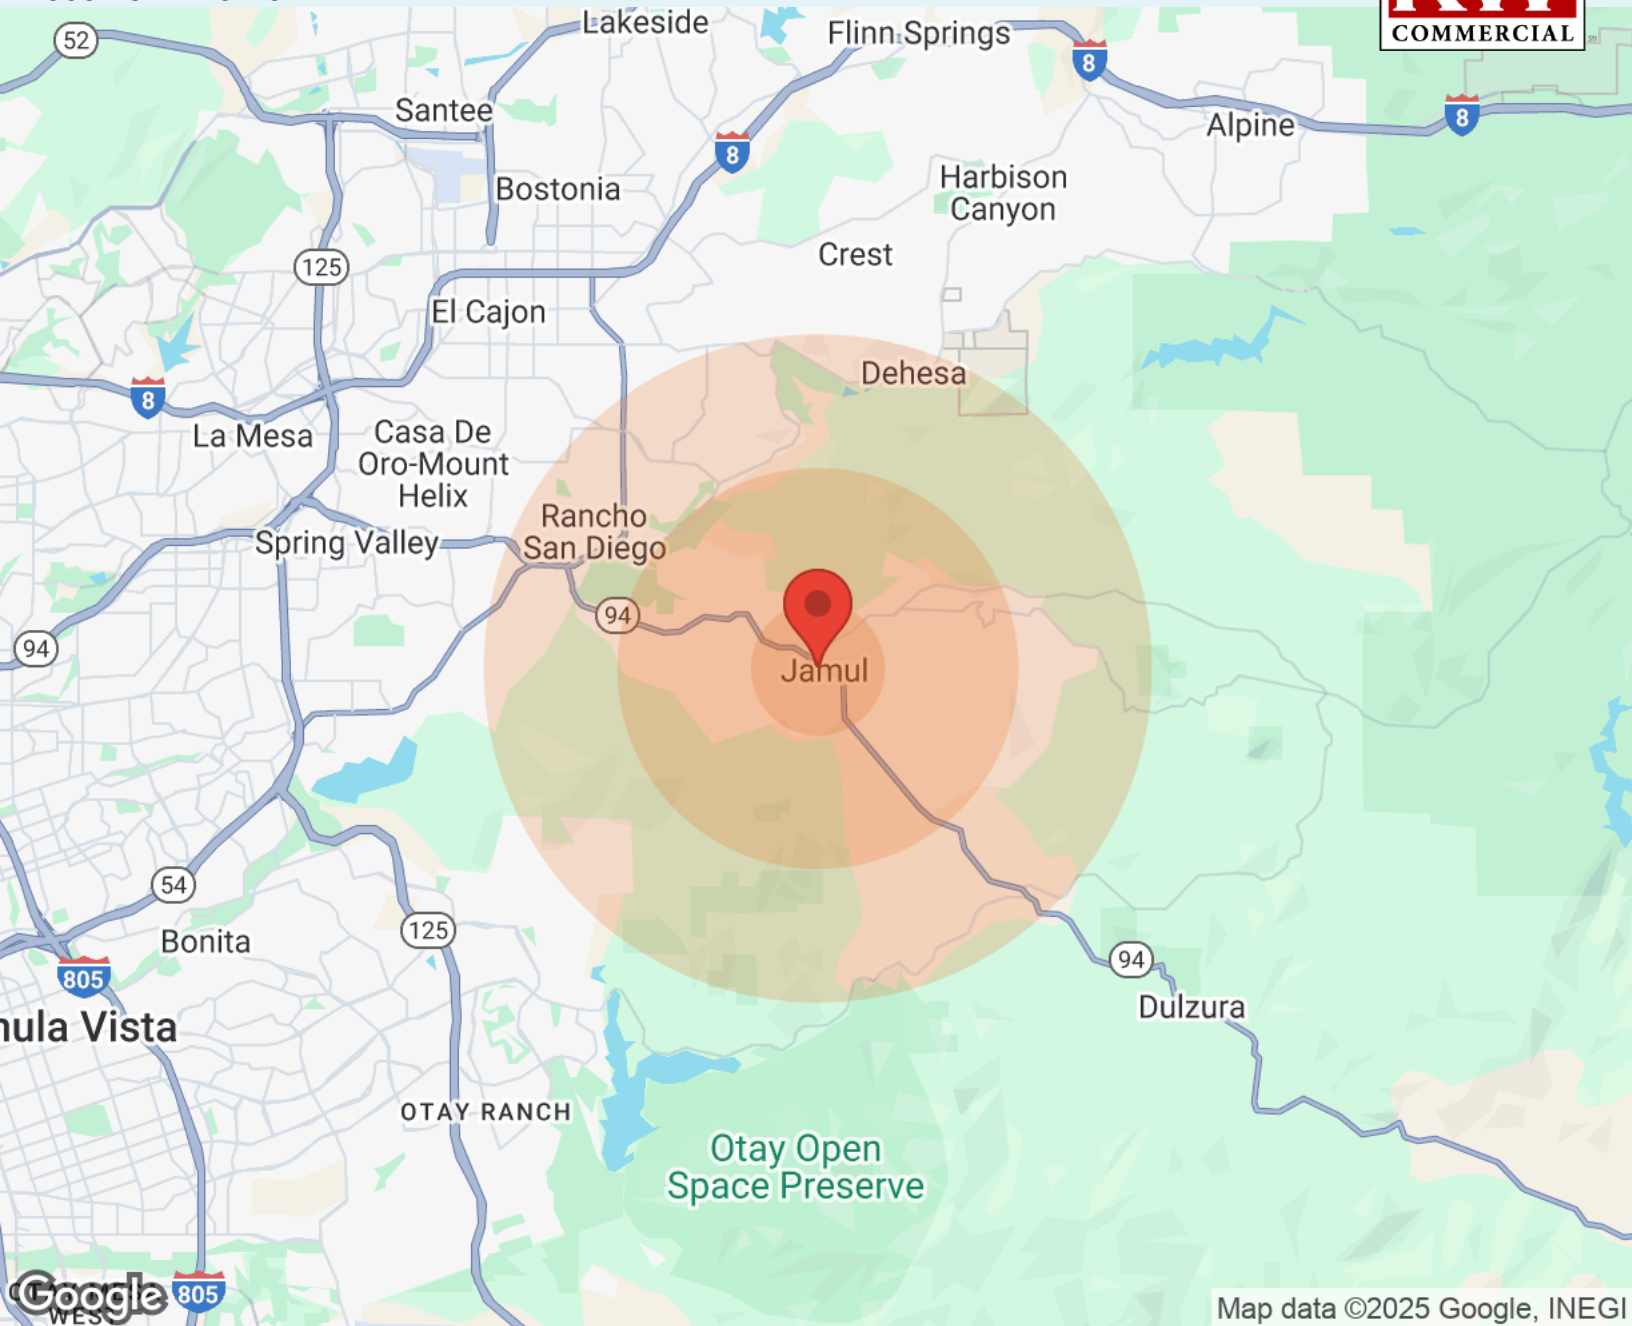 COMMERCIAL
52
Lakeside
Flinn Springs
8
Santee
Alpine
8
8
Bostonia
Harbison
Canyon
125
Crest
El Cajon
Dehesa
8
La Mesa
Casa De
Oro-Mount
Helix
Rancho
San Diego
Spring Valley
94
94
Jamul
54
125
Bonita
94
805
Dulzura
hula Vista
OTAY RANCH
Otay Open
Space Preserve
805
Google
WEST
Map data ©2025 Google, INEGI